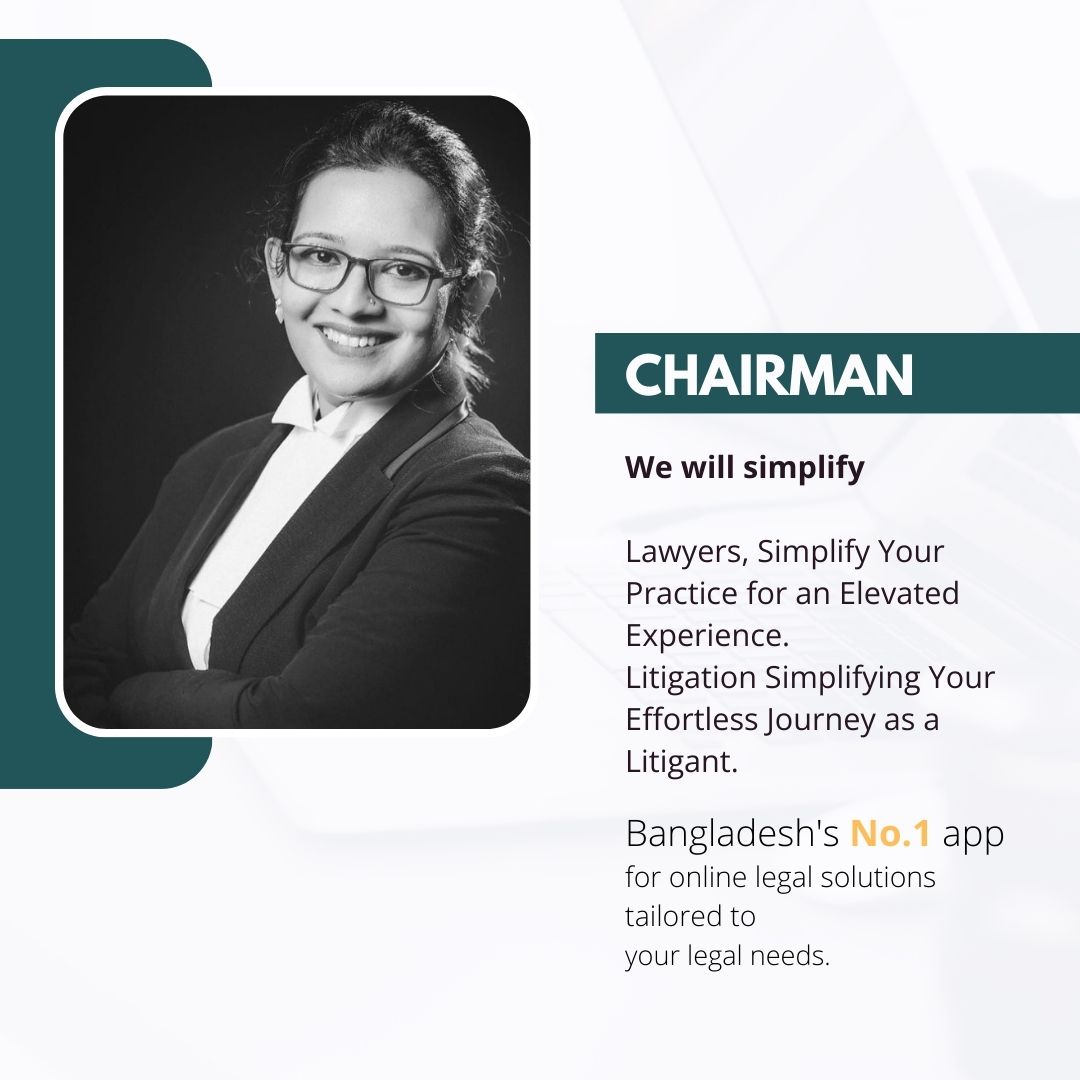 CHAIRMAN
We will simplify
Lawyers, Simplify Your
Practice for an Elevated
Experience.
Litigation Simplifying Your
Effortless Journey as a
Litigant.
Bangladesh's No.1 app
for online legal solutions
tailored to
your legal needs.